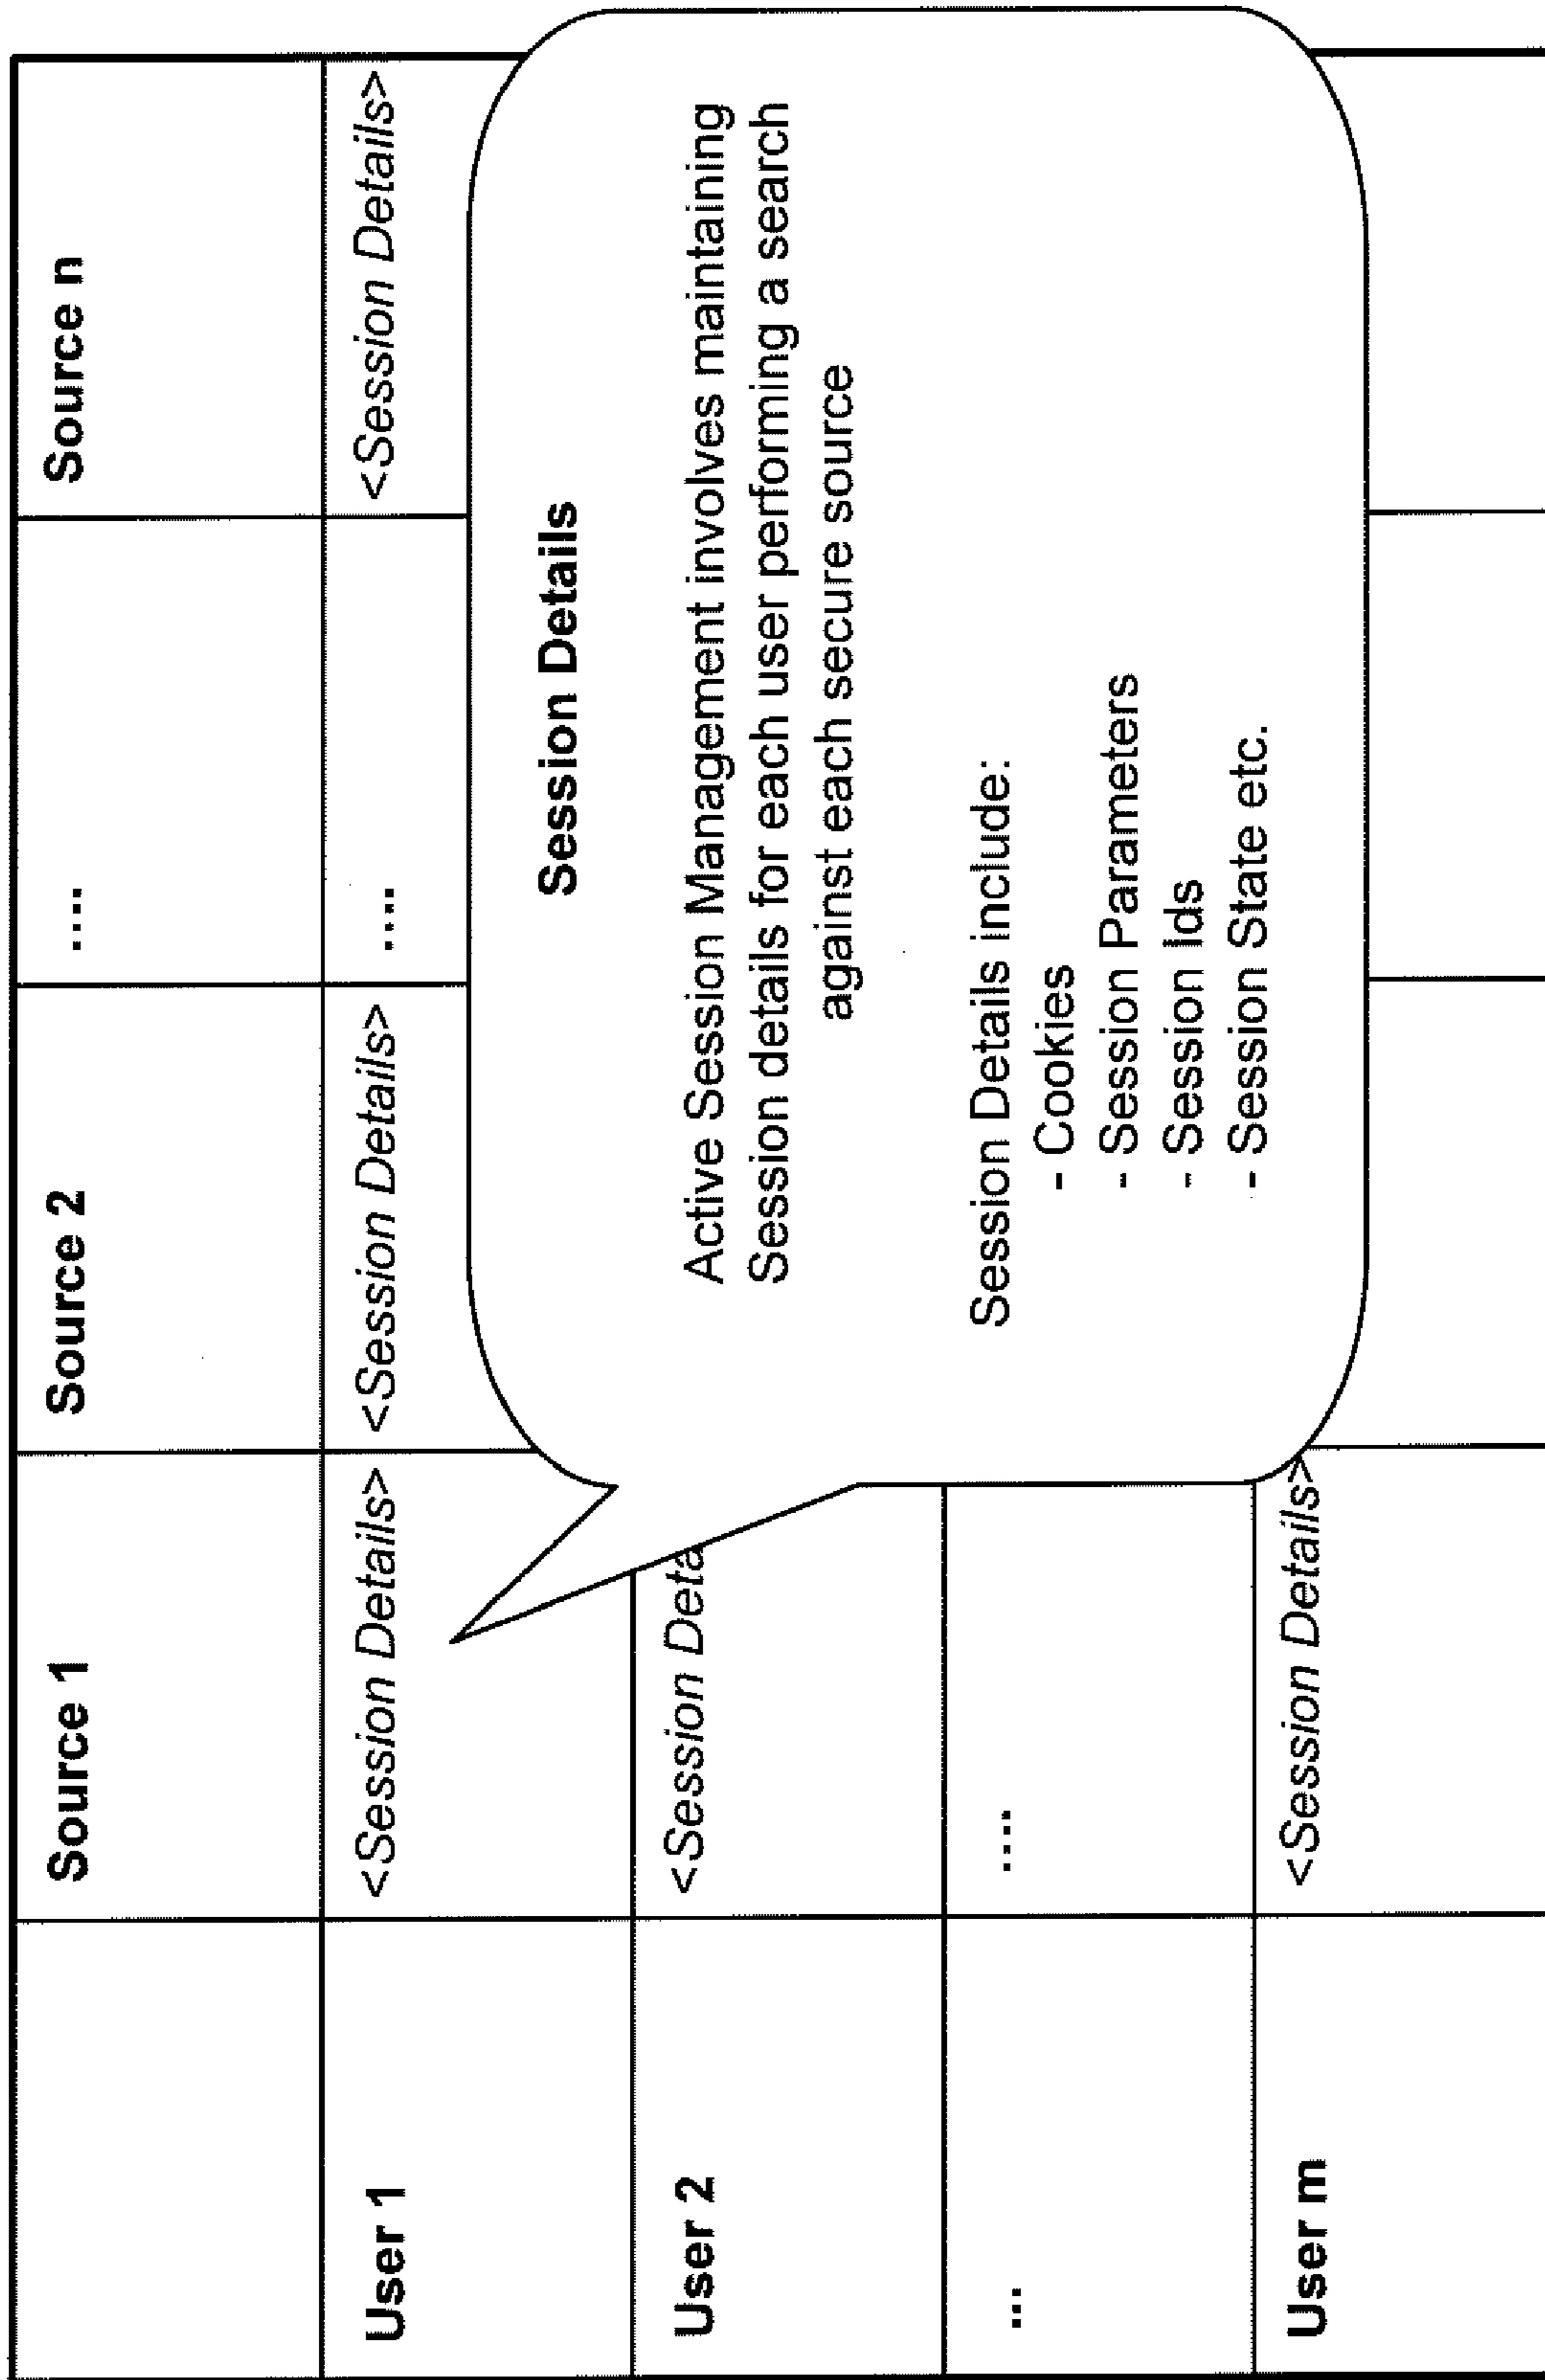 Source 1 Source 2 .... Source n
User 1 <Session Details> <Session Details> .... <Session Details>
User 2 <Session Deta
... ....
User m <Session Details>
Session Details
Active Session Management involves maintaining
Session details for each user performing a search
against each secure source
Session Details include:
- Cookies
- Session Parameters
- Session Ids
- Session State etc.